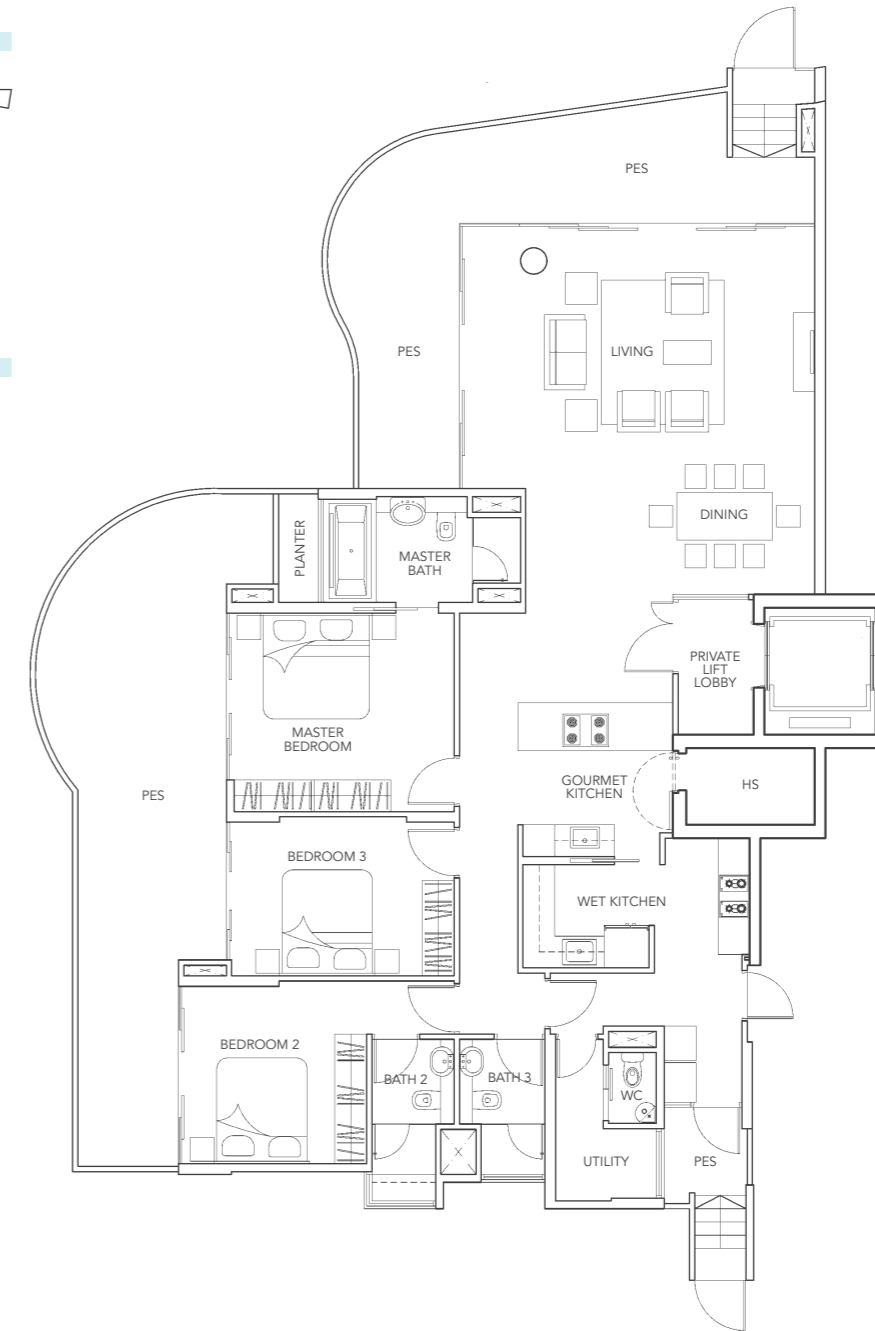 PES
PES
LIVING
DINING
PLANTER
MASTER
BATH
PRIVATE
LIFT
LOBBY
MASTER
BEDROOM
GOURMET
KITCHEN
HS
PES
BEDROOM 3
WET KITCHEN
BEDROOM 2
BATH 2
BATH 3
WC
UTILITY
PES